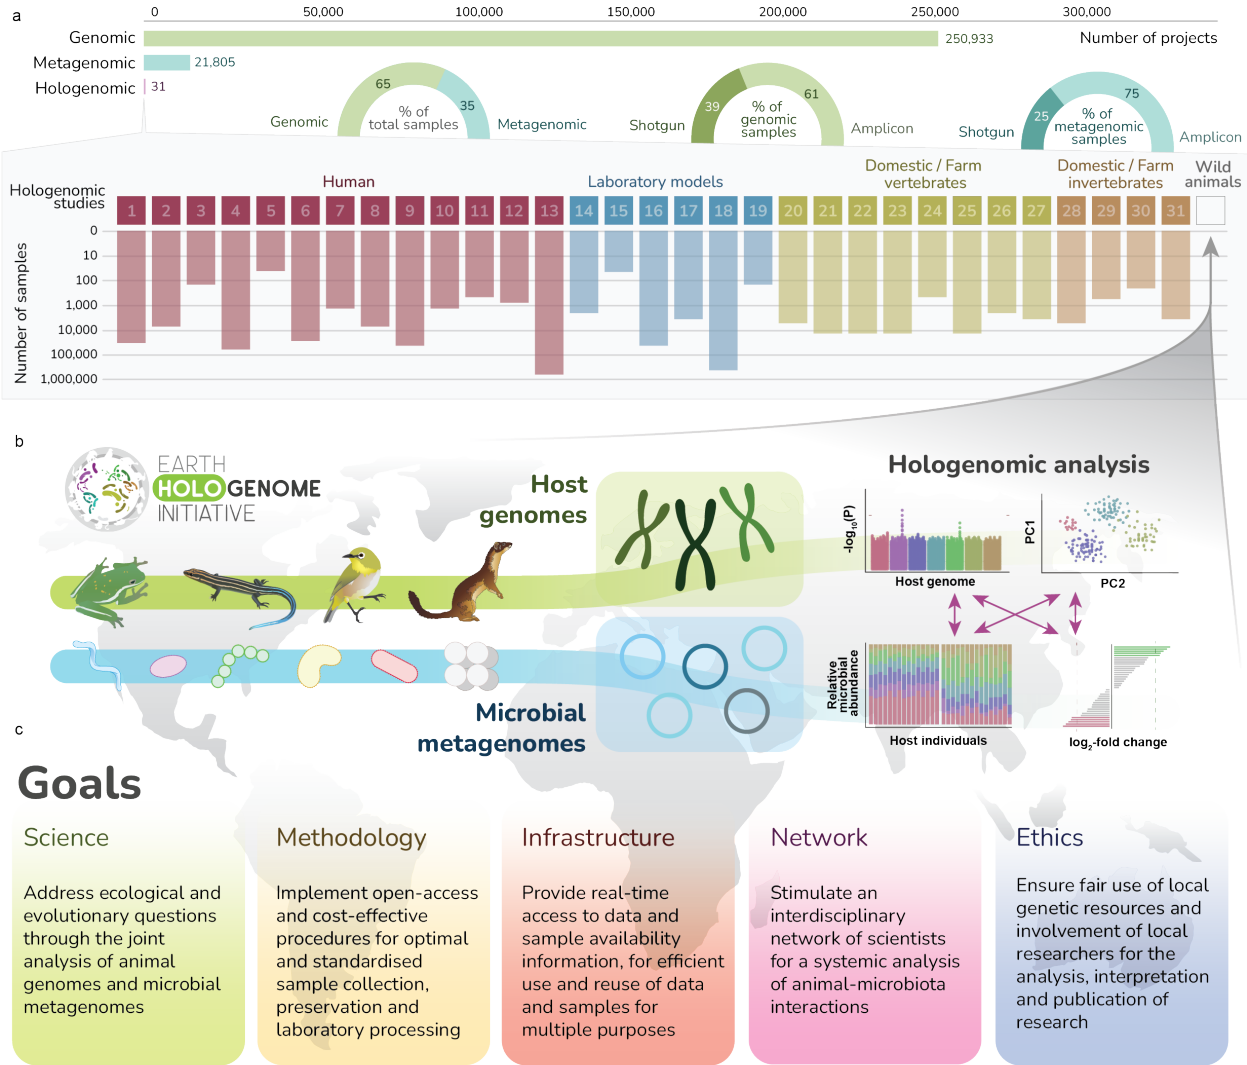 a
0 50,000 100,000 150,000 200,000 250,000 300,000
Genomic 250,933 Number of projects
Metagenomic 21,805
Hologenomic 31
65 35
% of
total samples
Genomic Metagenomic
39 61
% of
genomic
samples
Shotgun Amplicon
25 75
% of
metagenomic
samples
Shotgun Amplicon
Hologenomic
studies
Human
Laboratory models
Domestic / Farm
vertebrates
Domestic / Farm
invertebrates
Wild
animals
1 2 3 4 5 6 7 8 9 10 11 12 13 14 15 16 17 18 19 20 21 22 23 24 25 26 27 28 29 30 31
Number of samples
0
10
100
1,000
10,000
100,000
1,000,000
b
EARTH
HOLOGENOME
INITIATIVE
Host
genomes
Microbial
metagenomes
Hologenomic analysis
-log10(P)
Host genome
PC1
PC2
Relative
microbial
abundance
Host individuals
log2-fold change
c
Goals
Science
Address ecological and
evolutionary questions
through the joint
analysis of animal
genomes and microbial
metagenomes
Methodology
Implement open-access
and cost-effective
procedures for optimal
and standardised
sample collection,
preservation and
laboratory processing
Infrastructure
Provide real-time
access to data and
sample availability
information, for efficient
use and reuse of data
and samples for
multiple purposes
Network
Stimulate an
interdisciplinary
network of scientists
for a systemic analysis
of animal-microbiota
interactions
Ethics
Ensure fair use of local
genetic resources and
involvement of local
researchers for the
analysis, interpretation
and publication of
research